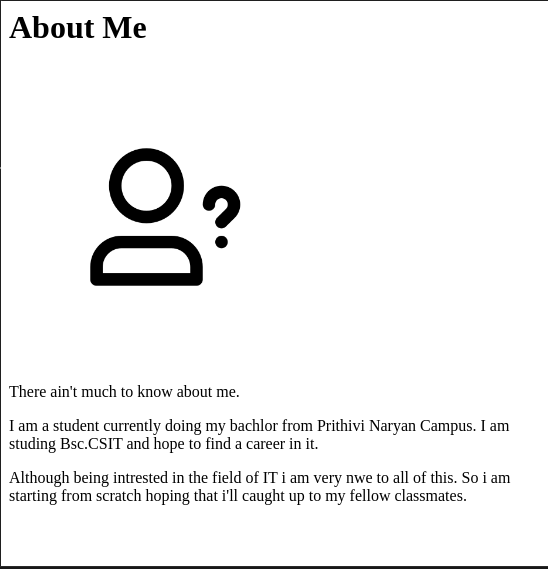 About Me
?
There ain't much to know about me.
I am a student currently doing my bachlor from Prithivi Naryan Campus. I am
studing Bsc.CSIT and hope to find a career in it.
Although being intrested in the field of IT i am very nwe to all of this. So i am
starting from scratch hoping that i'll caught up to my fellow classmates.